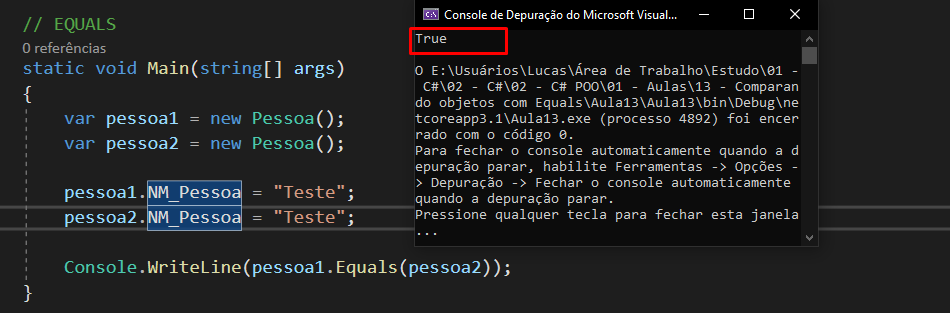 // EQUALS
0 referências
static void Main(string[] args)
{
var pessoa1 = new Pessoa();
var pessoa2 = new Pessoa();
pessoa1.NM_Pessoa = "Teste";
pessoa2.NM_Pessoa = "Teste";
Console.WriteLine(pessoa1.Equals(pessoa2));
}
Console de Depuração do Microsoft Visual...
True
O E:\Usuários\Lucas\Área de Trabalho\Estudo\01 -
C#\02 - C#\02 - C# POO\01 - Aulas\13 - Comparan
do objetos com Equals\Aula13\Aula13\bin\Debug\ne
tcoreapp3.1\Aula13.exe (processo 4892) foi encer
rado com o código 0.
Para fechar o console automaticamente quando a d
epuração parar, habilite Ferramentas -> Opções -
> Depuração -> Fechar o console automaticamente
quando a depuração parar.
Pressione qualquer tecla para fechar esta janela
...